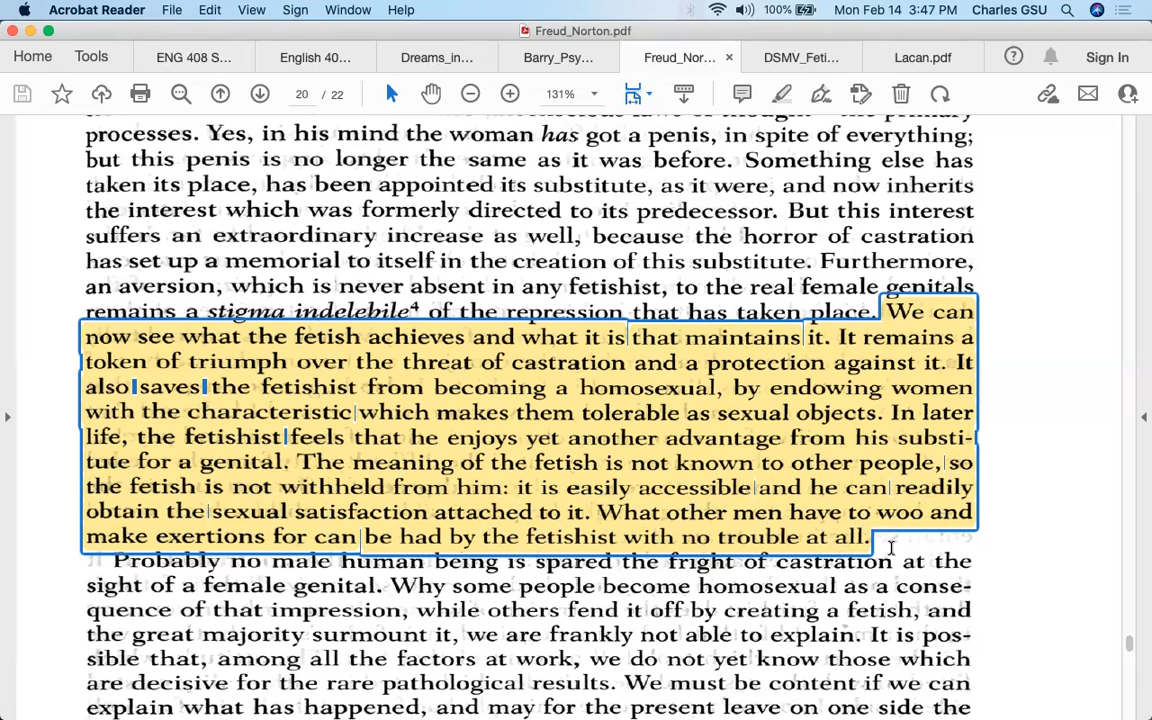 Acrobat Reader File Edit View Sign Window Help 100% Mon Feb 14 3:47 PM Charles GSU
Freud_Norton.pdf
Home Tools ENG 408 S... English 40... Dreams_in... Barry_Psy... Freud_Nor... × DSMV_Feti... Lacan.pdf ? Sign In
20 / 22 131%
processes. Yes, in his mind the woman has got a penis, in spite of everything;
but this penis is no longer the same as it was before. Something else has
taken its place, has been appointed its substitute, as it were, and now inherits
the interest which was formerly directed to its predecessor. But this interest
suffers an extraordinary increase as well, because the horror of castration
has set up a memorial to itself in the creation of this substitute. Furthermore,
an aversion, which is never absent in any fetishist, to the real female genitals
remains a stigma indelebile⁴ of the repression that has taken place. We can
now see what the fetish achieves and what it is that maintains it. It remains a
token of triumph over the threat of castration and a protection against it. It
also saves the fetishist from becoming a homosexual, by endowing women
with the characteristic which makes them tolerable as sexual objects. In later
life, the fetishist feels that he enjoys yet another advantage from his substi-
tute for a genital. The meaning of the fetish is not known to other people, so
the fetish is not withheld from him: it is easily accessible and he can readily
obtain the sexual satisfaction attached to it. What other men have to woo and
make exertions for can be had by the fetishist with no trouble at all.
Probably no male human being is spared the fright of castration at the
sight of a female genital. Why some people become homosexual as a conse-
quence of that impression, while others fend it off by creating a fetish, and
the great majority surmount it, we are frankly not able to explain. It is pos-
sible that, among all the factors at work, we do not yet know those which
are decisive for the rare pathological results. We must be content if we can
explain what has happened, and may for the present leave on one side the